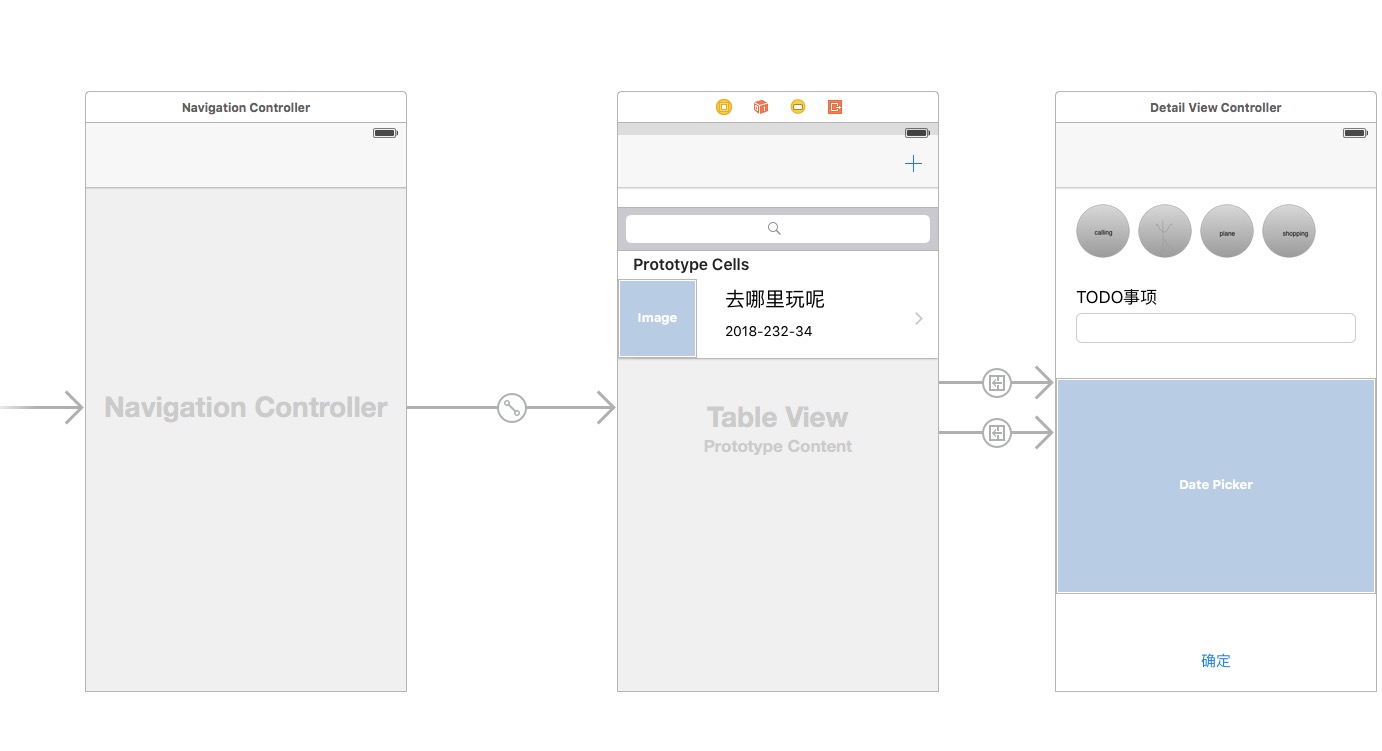 Navigation Controller
Navigation Controller
Prototype Cells
Image
去哪里玩呢
2018-232-34
Table View
Prototype Content
Detail View Controller
calling
plane
shopping
TODO事项
Date Picker
确定